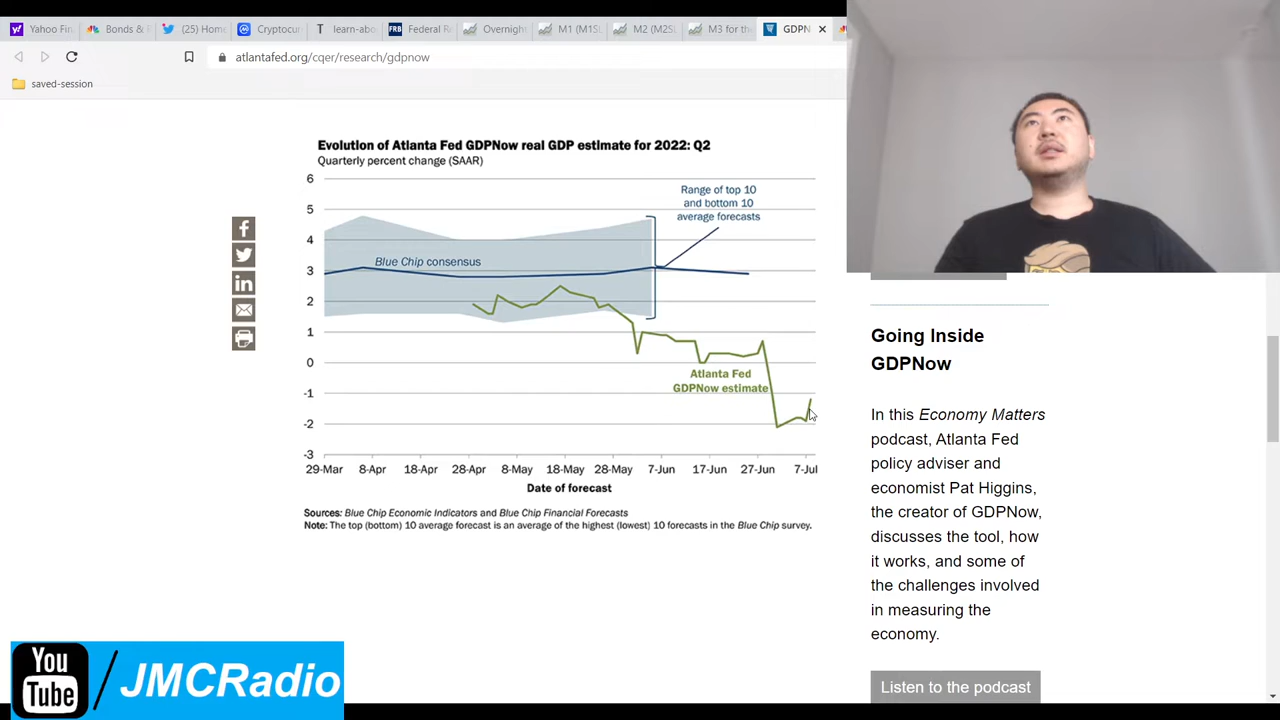 Yahoo Fin
Bonds &
(25) Home
Cryptocur
learn-abo
FRB
Federal R
Overnigh
M1 (M1SL
M2 (M2SL
M3 for th
GDPN
atlantafed.org/cqer/research/gdpnow
saved-session
Evolution of Atlanta Fed GDPNow real GDP estimate for 2022: Q2
Quarterly percent change (SAAR)
6
5
4
3
2
1
0
-1
-2
-3
Range of top 10
and bottom 10
average forecasts
Blue Chip consensus
Atlanta Fed
GDPNow estimate
29-Mar 8-Apr 18-Apr 28-Apr 8-May 18-May 28-May 7-Jun 17-Jun 27-Jun 7-Jul
Date of forecast
Sources: Blue Chip Economic Indicators and Blue Chip Financial Forecasts
Note: The top (bottom) 10 average forecast is an average of the highest (lowest) 10 forecasts in the Blue Chip survey.
Going Inside
GDPNow
In this Economy Matters
podcast, Atlanta Fed
policy adviser and
economist Pat Higgins,
the creator of GDPNow,
discusses the tool, how
it works, and some of
the challenges involved
in measuring the
economy.
Listen to the podcast
You
Tube
/JMCRadio